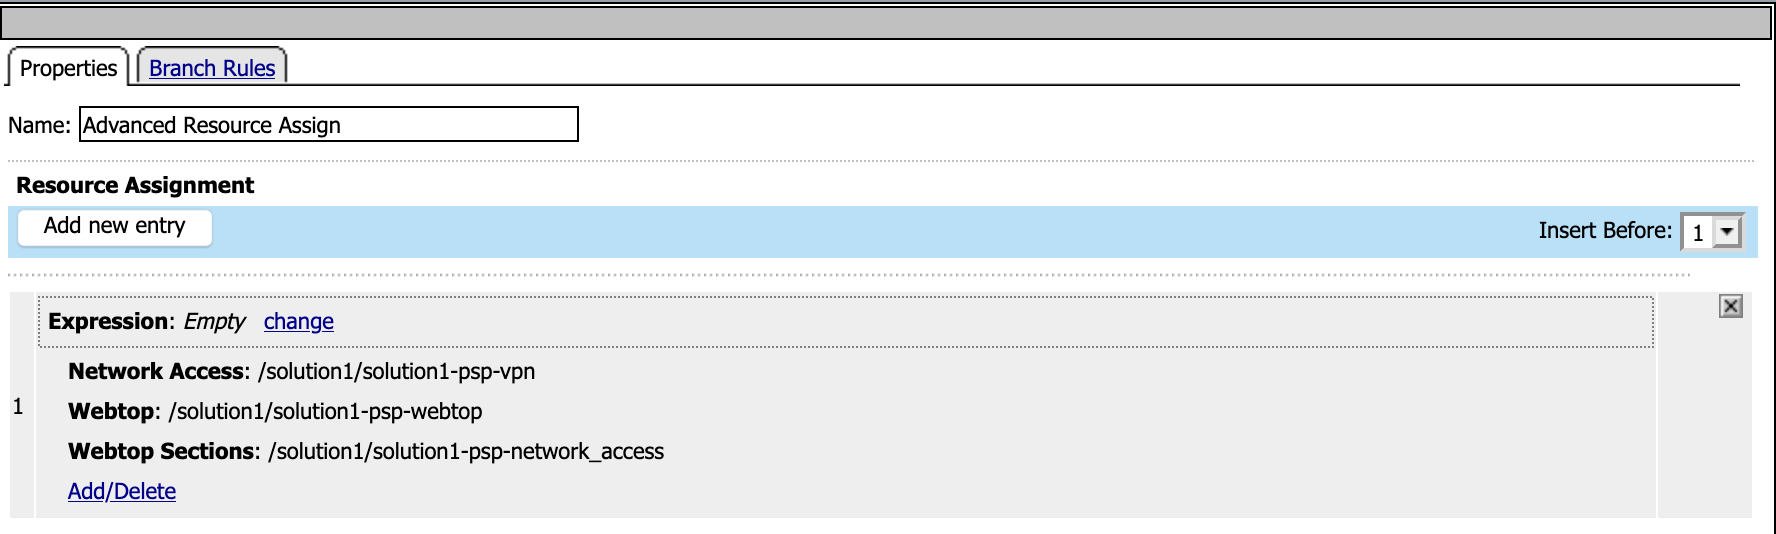 Properties Branch Rules
Name: Advanced Resource Assign
Resource Assignment
Add new entry Insert Before: 1
Expression: Empty change
Network Access: /solution1/solution1-psp-vpn
1
Webtop: /solution1/solution1-psp-webtop
Webtop Sections: /solution1/solution1-psp-network_access
Add/Delete